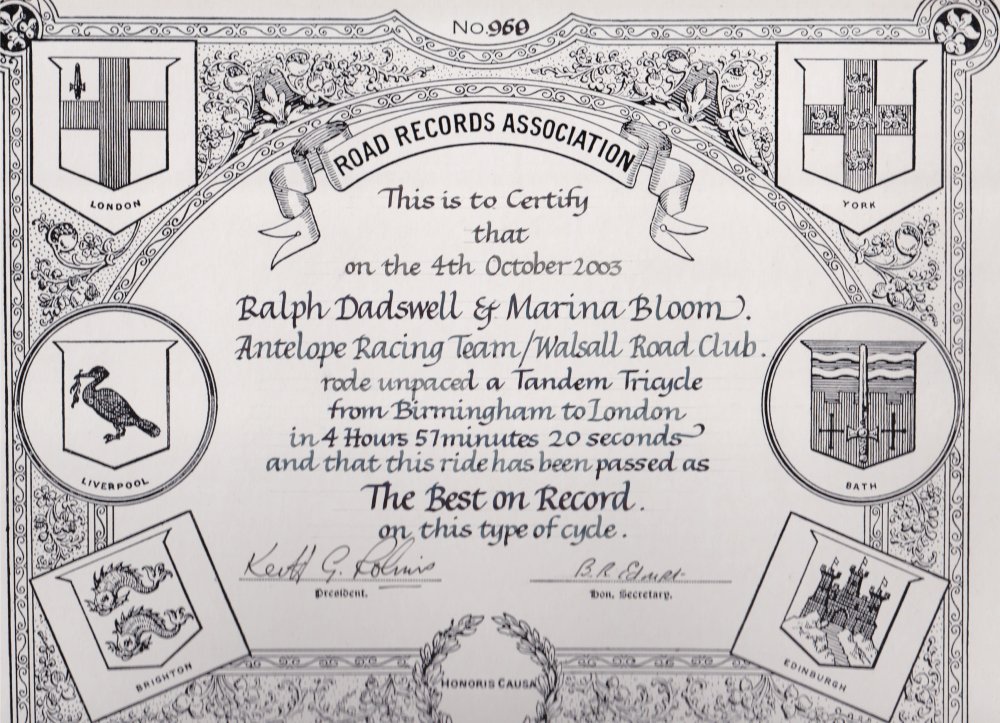 No.960
LONDON
YORK
ROAD RECORDS ASSOCIATION
This is to Certify
that
on the 4th October 2003
Ralph Dadswell & Marina Bloom.
Antelope Racing Team/Walsall Road Club.
rode unpaced a Tandem Tricycle
from Birmingham to London
in 4 Hours 57minutes 20 seconds
and that this ride has been passed as
The Best on Record.
on this type of cycle.
LIVERPOOL
BATH
Keith G. Robins
President.
Hon. Secretary.
BRIGHTON
EDINBURGH
HONORIS CAUSA